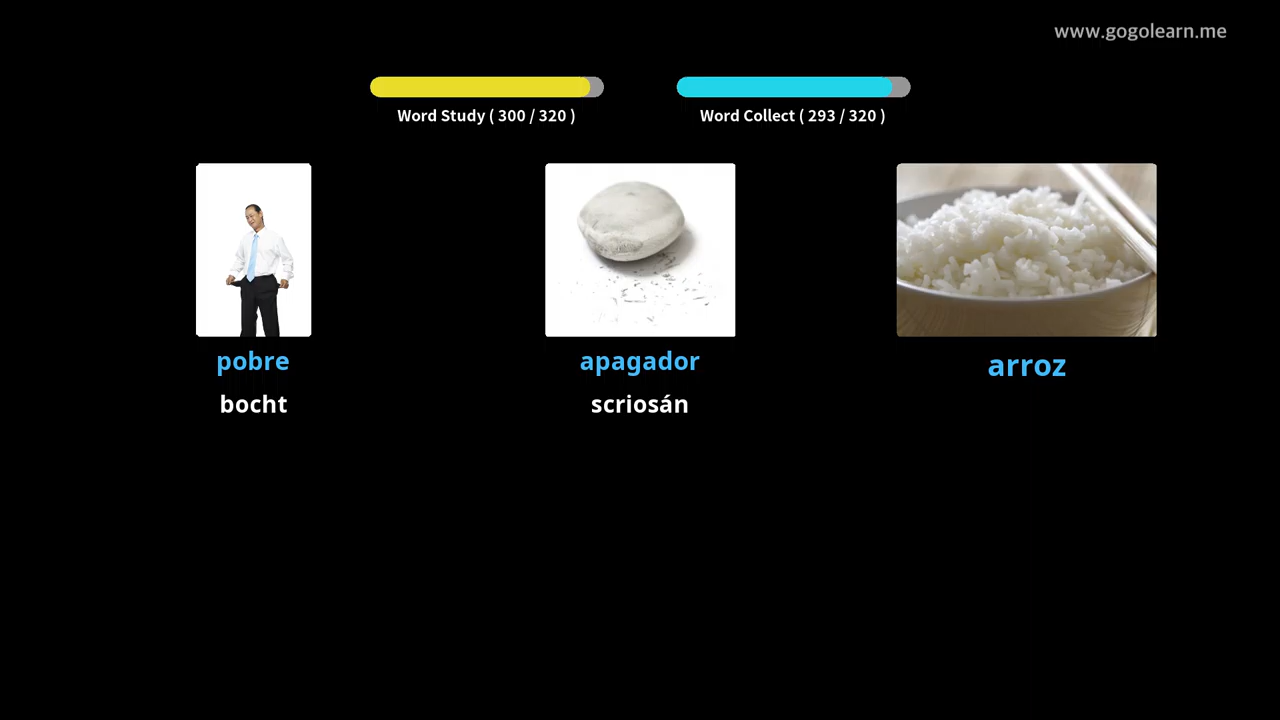 www.gogolearn.me
Word Study ( 300 / 320 )
Word Collect ( 293 / 320 )
pobre
apagador
arroz
bocht
scriosán